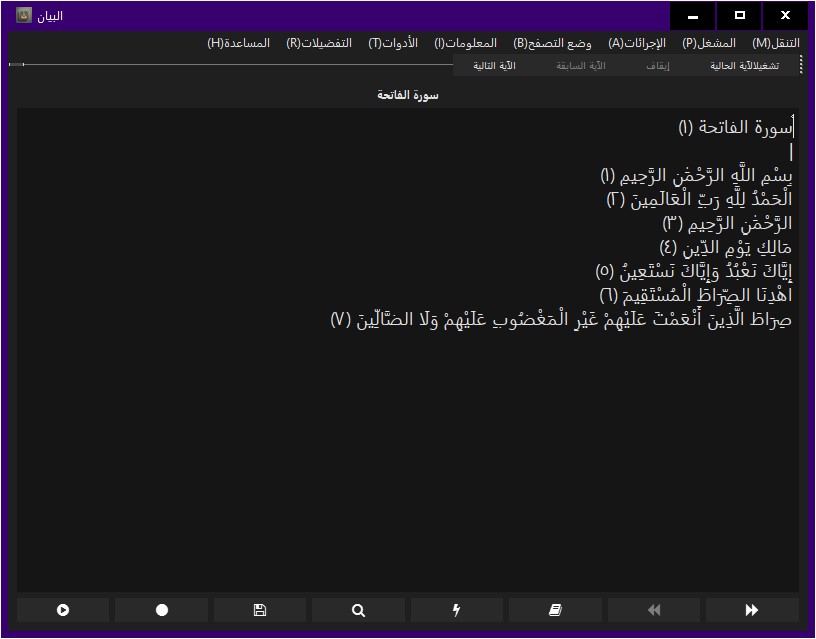 البيان
التنقل(M) المشغل(P) الإجرائات(A) وضع التصفح(B) المعلومات(I) الأدوات(T) التفضيلات(R) المساعدة(H)
تشغيلالآية الحالية إيقاف الآية السابقة الآية التالية
سورة الفاتحة
سورة الفاتحة (١)
بِسْمِ اللَّهِ الرَّحْمَٰنِ الرَّحِيمِ (١)
الْحَمْدُ لِلَّهِ رَبِّ الْعَالَمِينَ (٢)
الرَّحْمَٰنِ الرَّحِيمِ (٣)
مَالِكِ يَوْمِ الدِّينِ (٤)
إِيَّاكَ نَعْبُدُ وَإِيَّاكَ نَسْتَعِينُ (٥)
اهْدِنَا الصِّرَاطَ الْمُسْتَقِيمَ (٦)
صِرَاطَ الَّذِينَ أَنْعَمْتَ عَلَيْهِمْ غَيْرِ الْمَغْضُوبِ عَلَيْهِمْ وَلَا الضَّالِّينَ (٧)